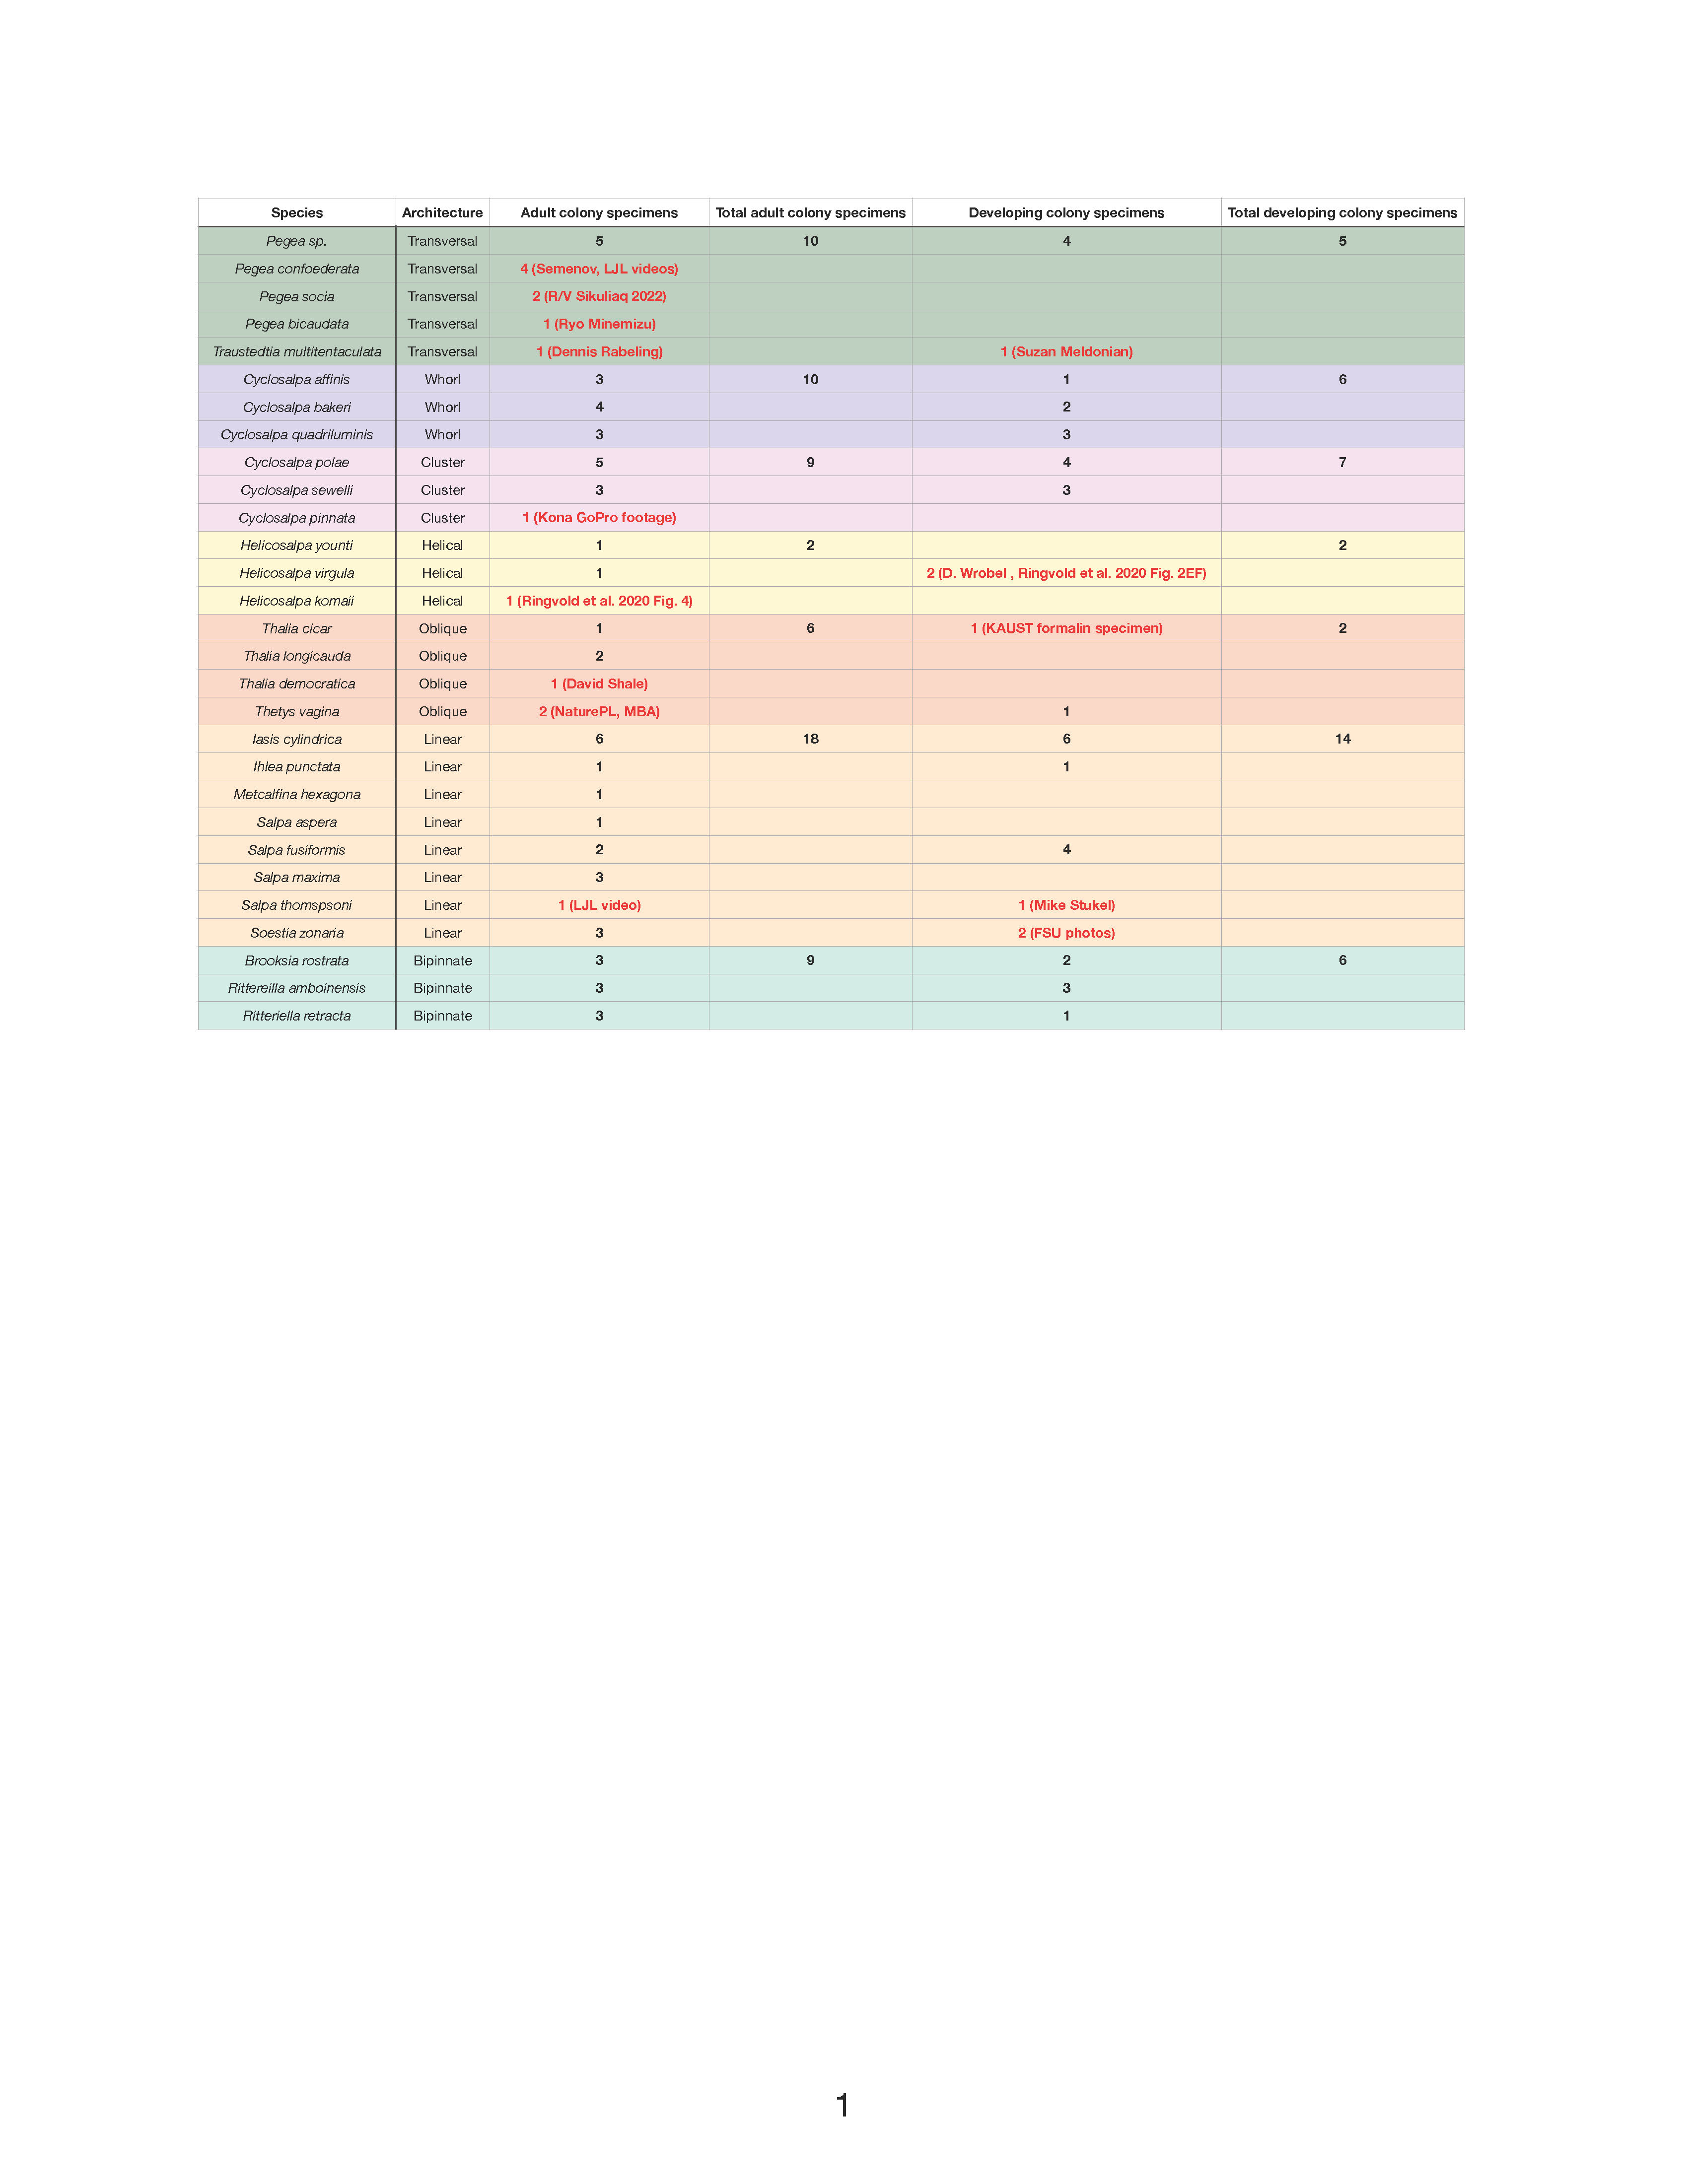 Species Architecture Adult colony specimens Total adult colony specimens Developing colony specimens Total developing colony specimens
Pegea sp. Transversal 5 10 4 5
Pegea confoederata Transversal 4 (Semenov, LJL videos)
Pegea socia Transversal 2 (R/V Sikuliaq 2022)
Pegea bicaudata Transversal 1 (Ryo Minemizu)
Traustedtia multitentaculata Transversal 1 (Dennis Rabeling) 1 (Suzan Meldonian)
Cyclosalpa affinis Whorl 3 10 1 6
Cyclosalpa bakeri Whorl 4 2
Cyclosalpa quadriluminis Whorl 3 3
Cyclosalpa polae Cluster 5 9 4 7
Cyclosalpa sewelli Cluster 3 3
Cyclosalpa pinnata Cluster 1 (Kona GoPro footage)
Helicosalpa younti Helical 1 2 2
Helicosalpa virgula Helical 1 2 (D. Wrobel , Ringvold et al. 2020 Fig. 2EF)
Helicosalpa komaii Helical 1 (Ringvold et al. 2020 Fig. 4)
Thalia cicar Oblique 1 6 1 (KAUST formalin specimen) 2
Thalia longicauda Oblique 2
Thalia democratica Oblique 1 (David Shale)
Thetys vagina Oblique 2 (NaturePL, MBA) 1
Iasis cylindrica Linear 6 18 6 14
Ihlea punctata Linear 1 1
Metcalfina hexagona Linear 1
Salpa aspera Linear 1
Salpa fusiformis Linear 2 4
Salpa maxima Linear 3
Salpa thomspsoni Linear 1 (LJL video) 1 (Mike Stukel)
Soestia zonaria Linear 3 2 (FSU photos)
Brooksia rostrata Bipinnate 3 9 2 6
Rittereilla amboinensis Bipinnate 3 3
Ritteriella retracta Bipinnate 3 1
1